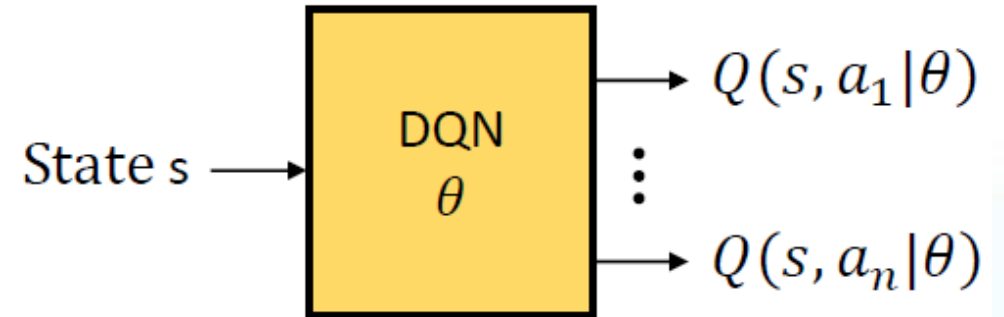 State s
DQN
θ
Q(s, a₁|θ)
⋮
Q(s, aₙ|θ)